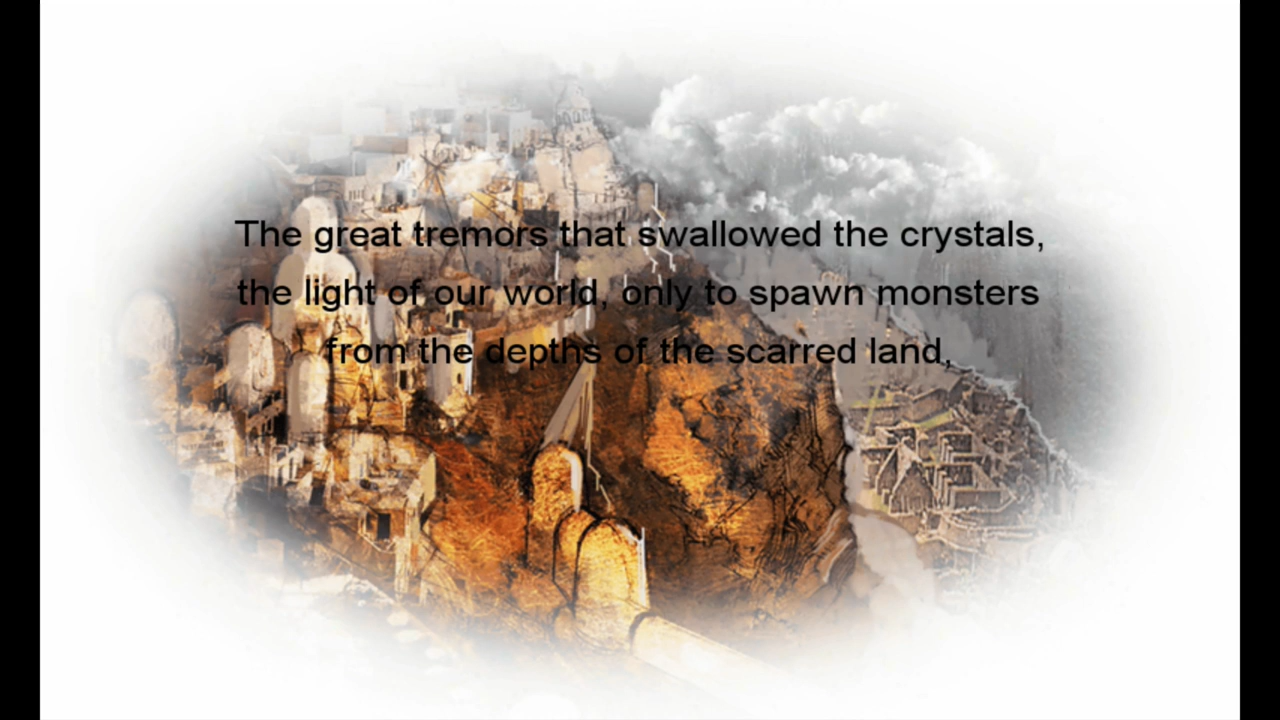 The great tremors that swallowed the crystals,
the light of our world, only to spawn monsters
from the depths of the scarred land,